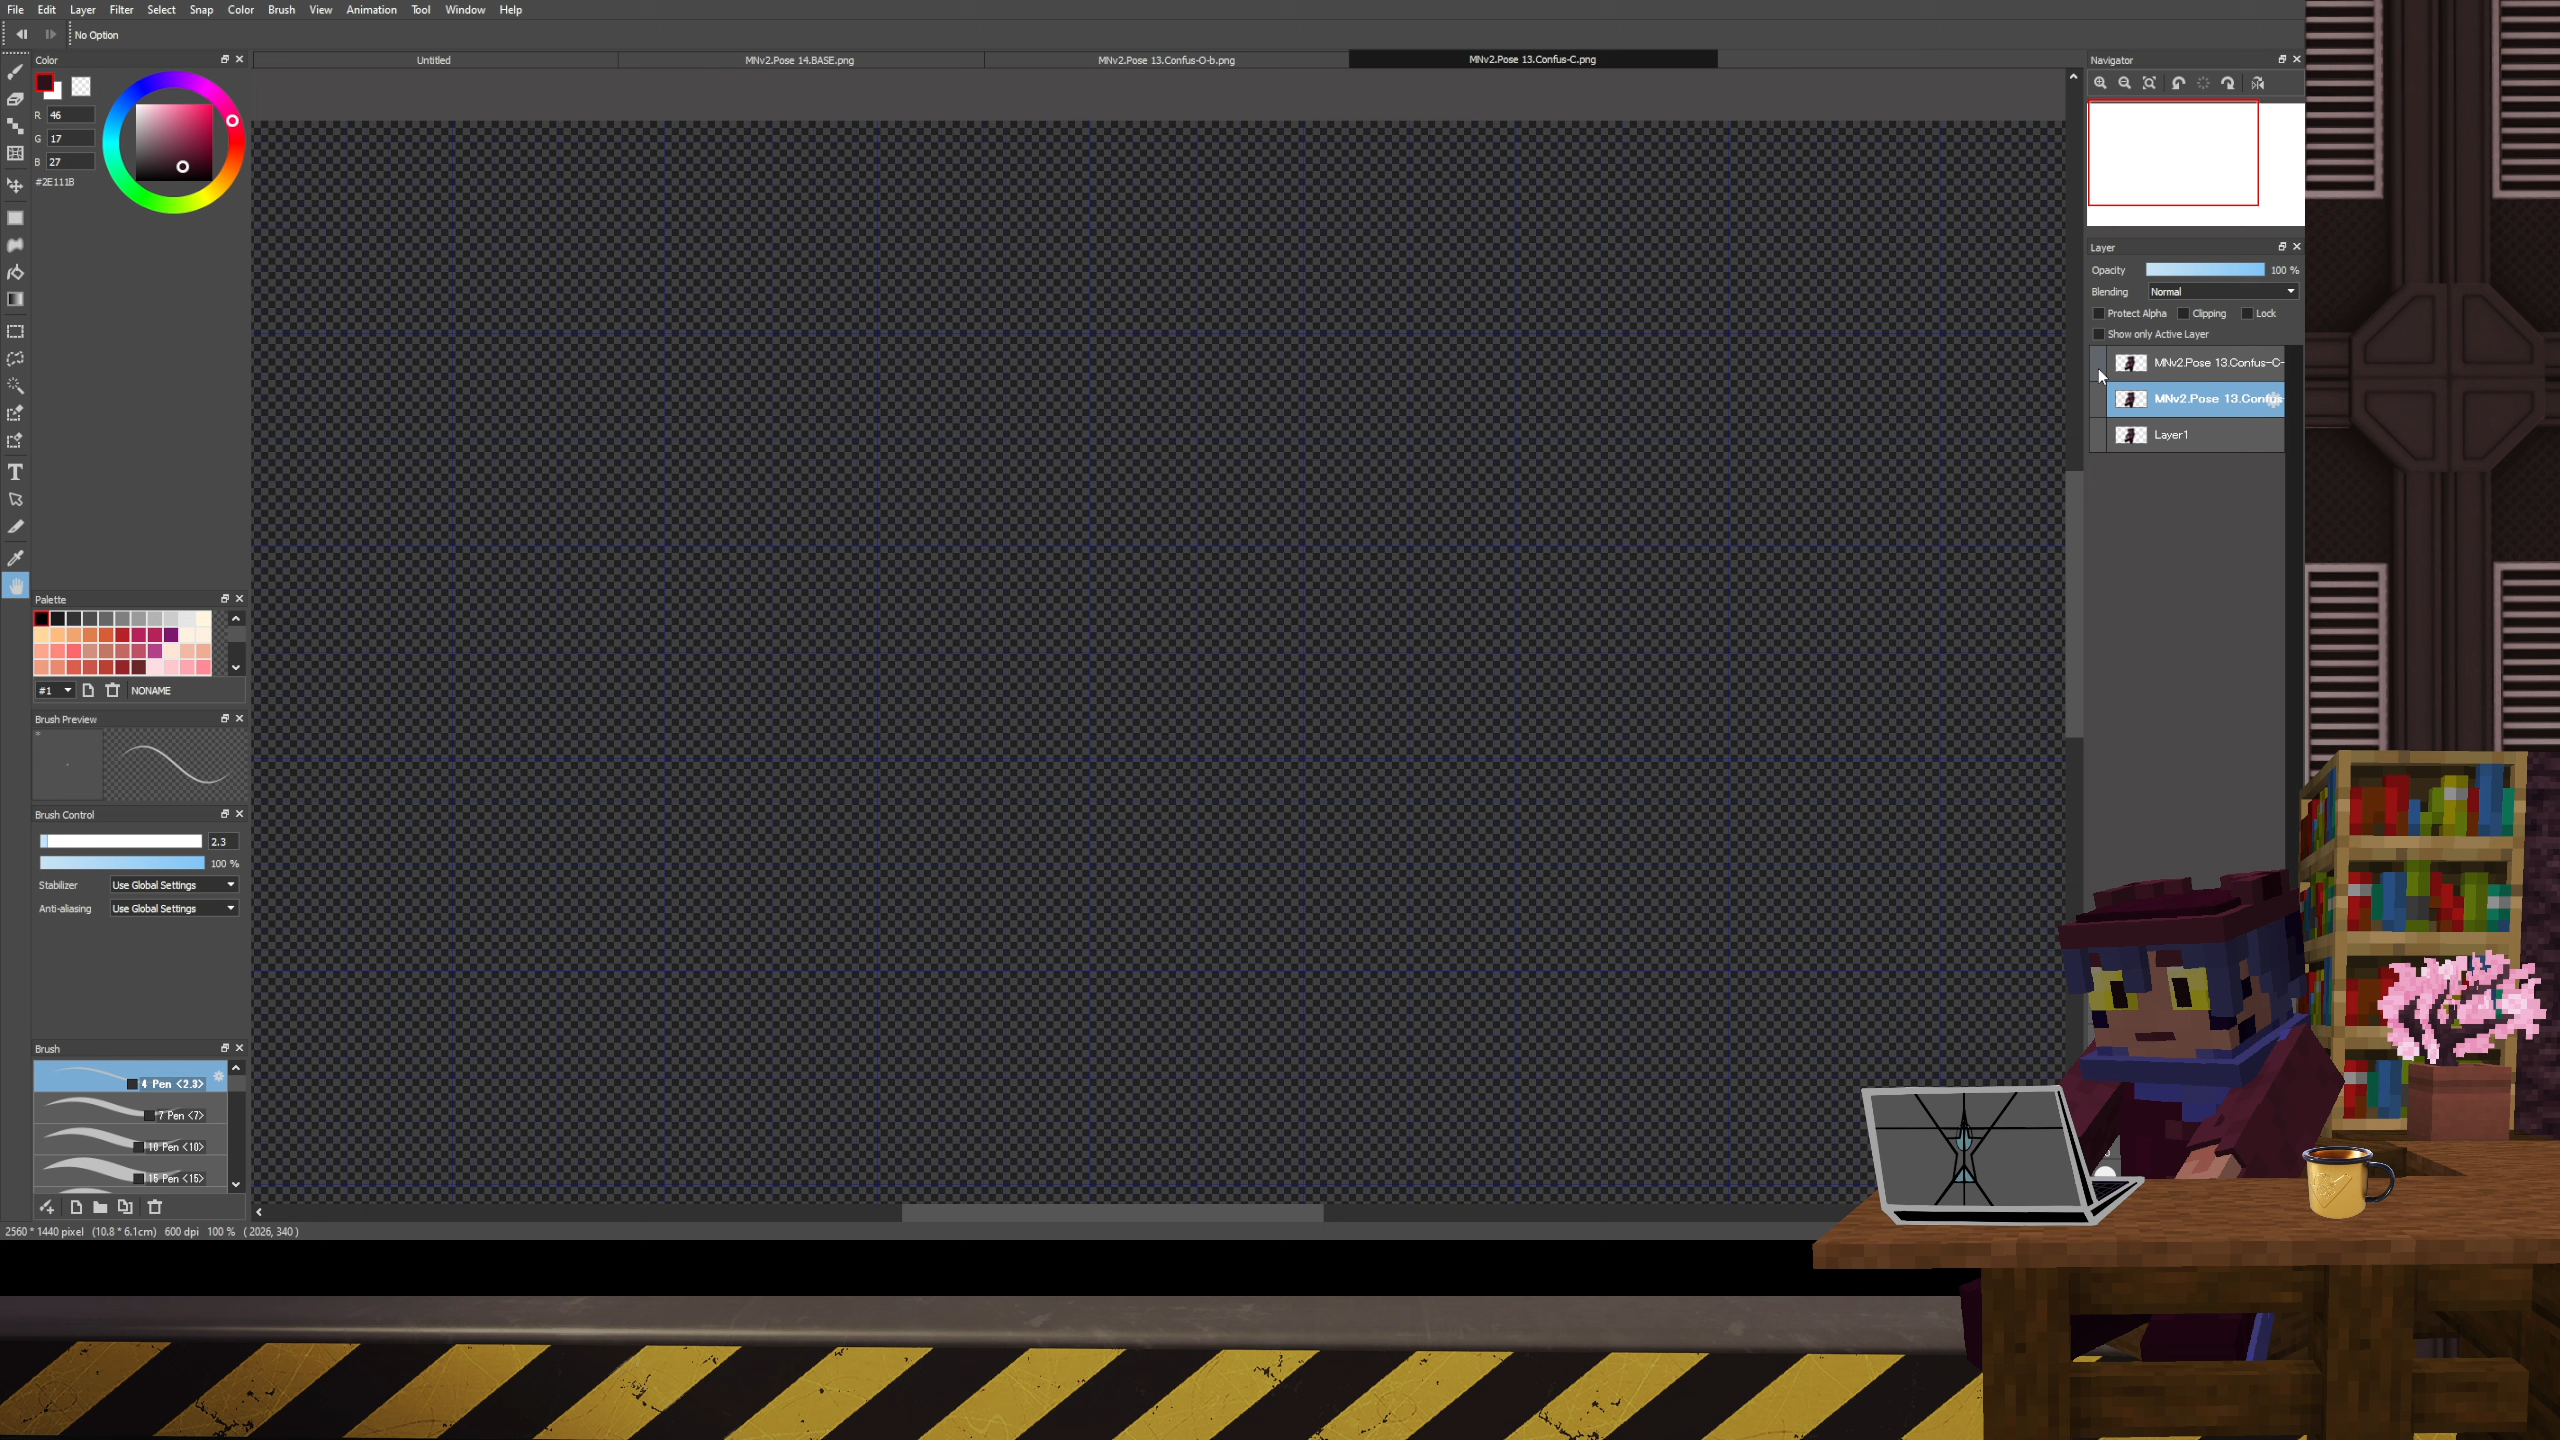 File Edit Layer Filter Select Snap Color Brush View Animation Tool Window Help
No Option
Color
Untitled
MNv2.Pose 14.BASE.png
MNv2.Pose 13.Confus-O-b.png
MNv2.Pose 13.Confus-C.png
Navigator
R 46
G 17
B 27
#2E111B
Layer
Opacity 100 %
Blending Normal
Protect Alpha Clipping Lock
Show only Active Layer
MNv2.Pose 13.Confus-C-
MNv2.Pose 13.Confus-
Layer1
Palette
#1 NONAME
Brush Preview
*
Brush Control
2.3
100 %
Stabilizer Use Global Settings
Anti-aliasing Use Global Settings
Brush
4 Pen <2.3>
7 Pen <7>
10 Pen <10>
15 Pen <15>
2560 * 1440 pixel (10.8 * 6.1cm) 600 dpi 100 % ( 2026, 340 )